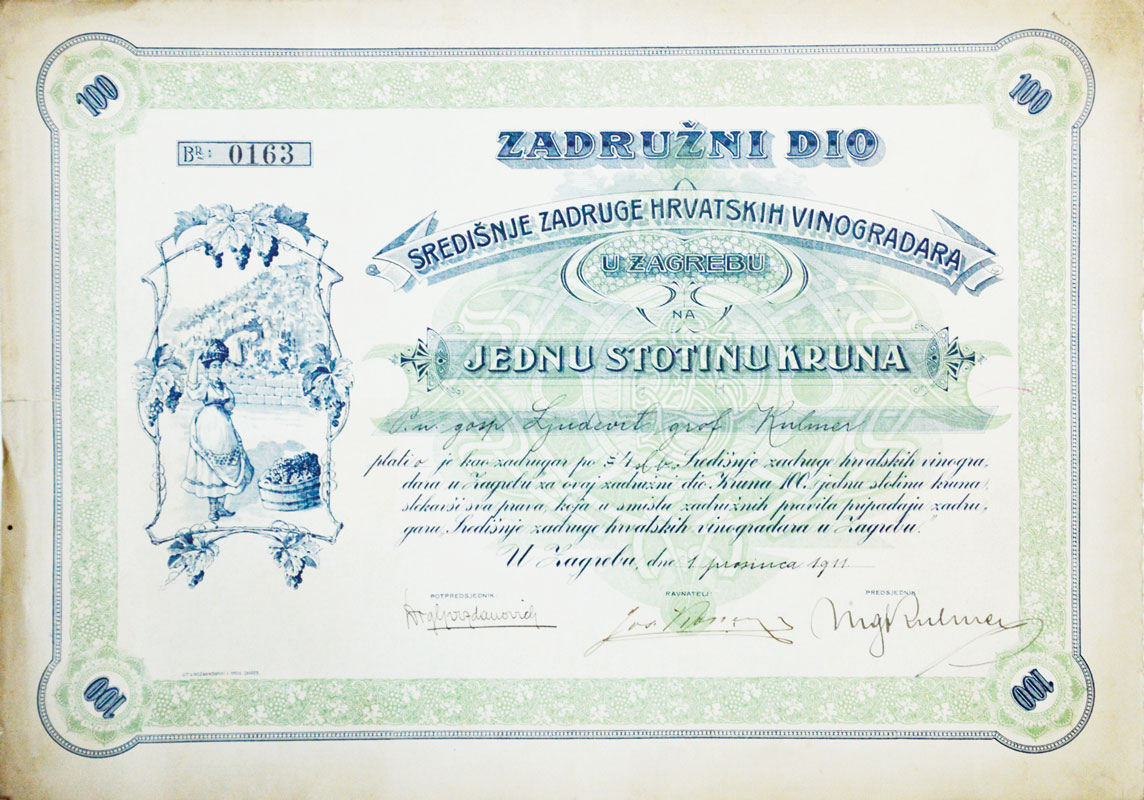 100
100
BR: 0163
ZADRUŽNI DIO
SREDIŠNJE ZADRUGE HRVATSKIH VINOGRADARA
U ZAGREBU
NA
JEDNU STOTINU KRUNA
gosp. Ljudevit grof Kulmer
platio je kao zadrugar po Središnje zadruge hrvatskih vinogra,
dara u Zagrebu za ovaj zadružni dio Kruna 100. jednu stotinu kruna,
stekavši sva prava, koja u smislu zadružnih pravila pripadaju zadru,
garu „Središnje zadruge hrvatskih vinogradara u Zagrebu."
U Zagrebu, dne 1 prosinca 1911
POTPREDSJEDNIK:
RAVNATELJ:
PREDSJEDNIK
Kulmer
100
100